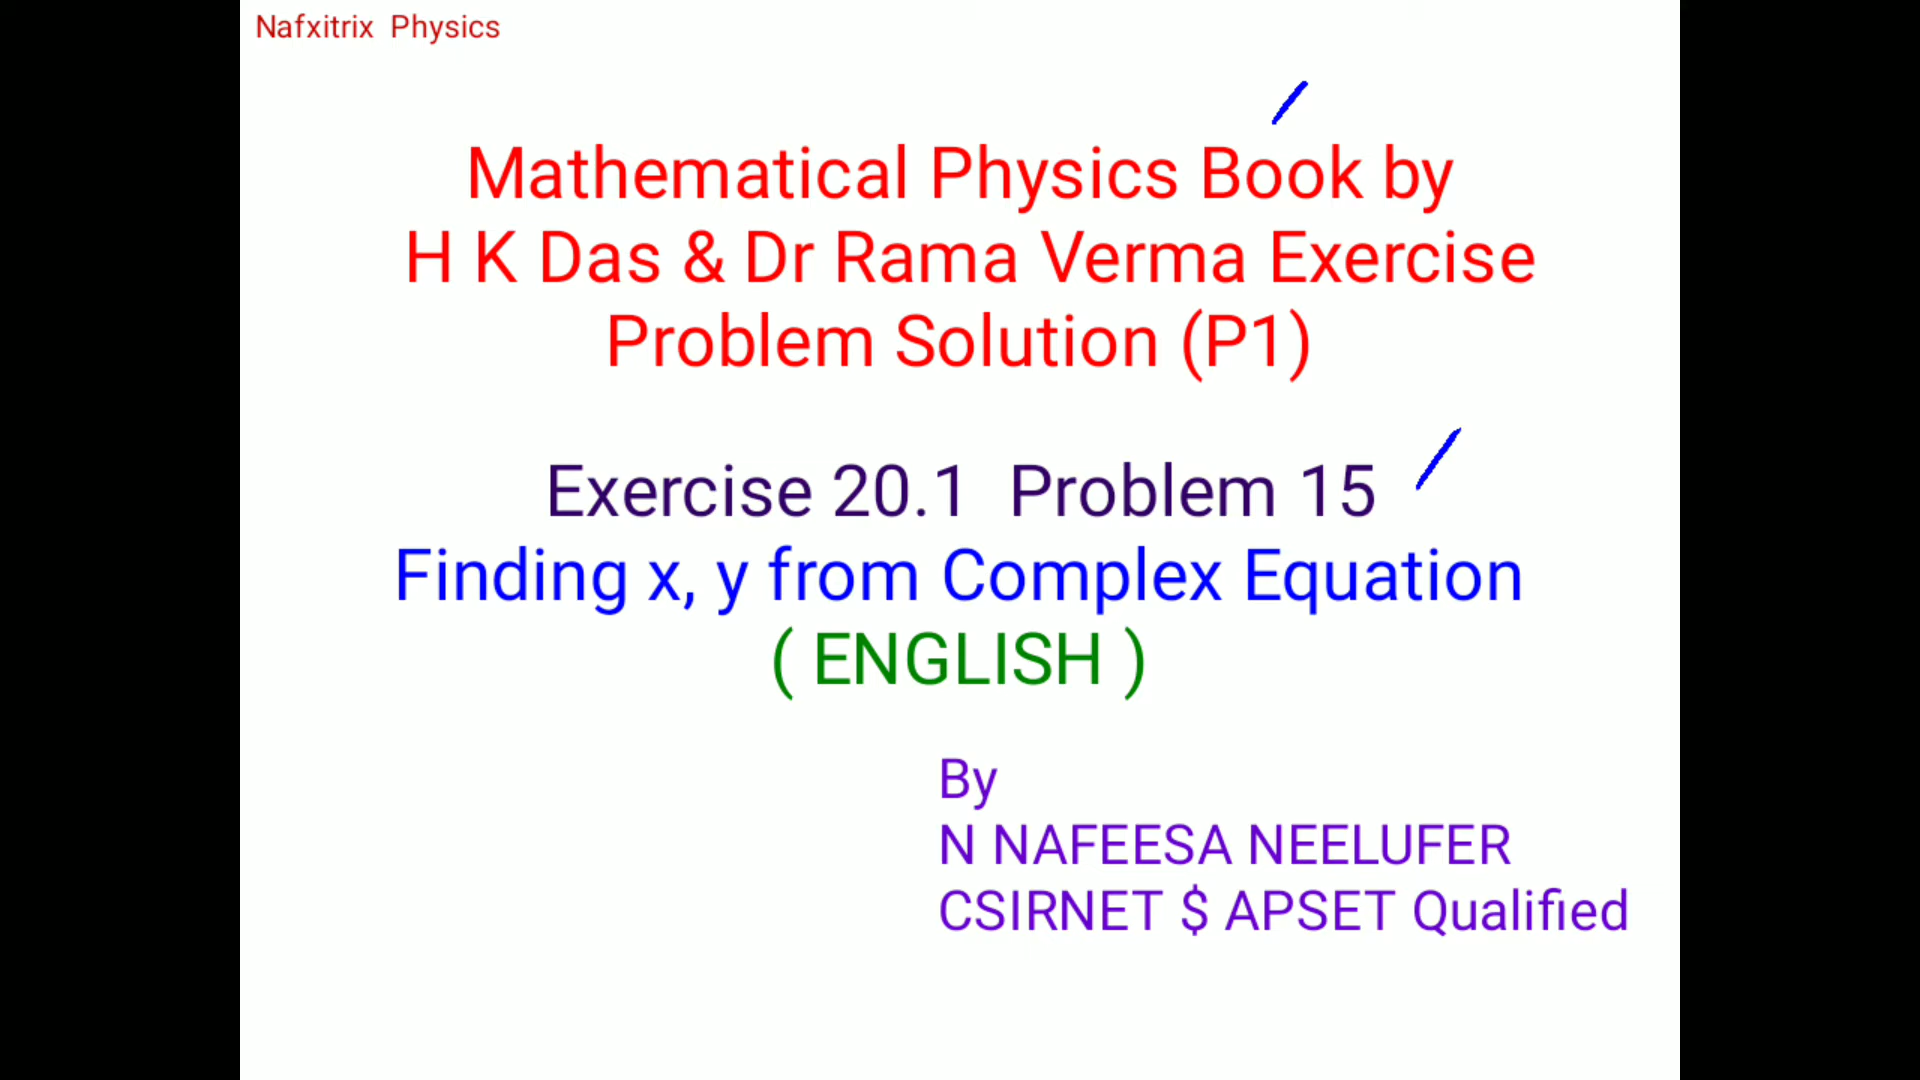 Nafxitrix Physics
Mathematical Physics Book by
H K Das & Dr Rama Verma Exercise
Problem Solution (P1)
Exercise 20.1 Problem 15
Finding x, y from Complex Equation
( ENGLISH )
By
N NAFEESA NEELUFER
CSIRNET $ APSET Qualified